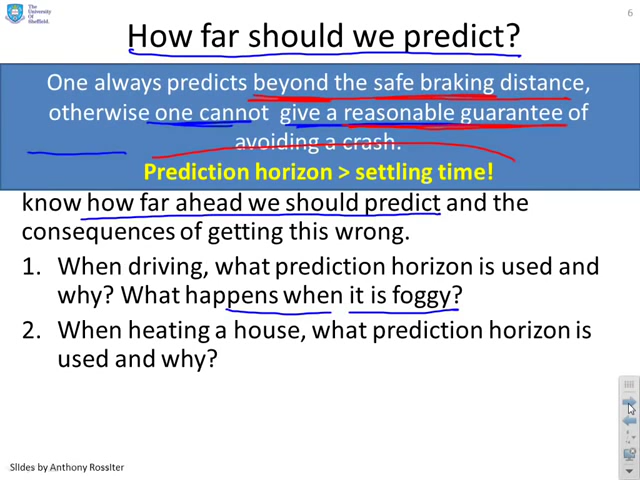 The
University
Of
Sheffield.
6
How far should we predict?
One always predicts beyond the safe braking distance,
otherwise one cannot give a reasonable guarantee of
avoiding a crash.
Prediction horizon > settling time!
know how far ahead we should predict and the
consequences of getting this wrong.
1. When driving, what prediction horizon is used and
why? What happens when it is foggy?
2. When heating a house, what prediction horizon is
used and why?
Slides by Anthony Rossiter